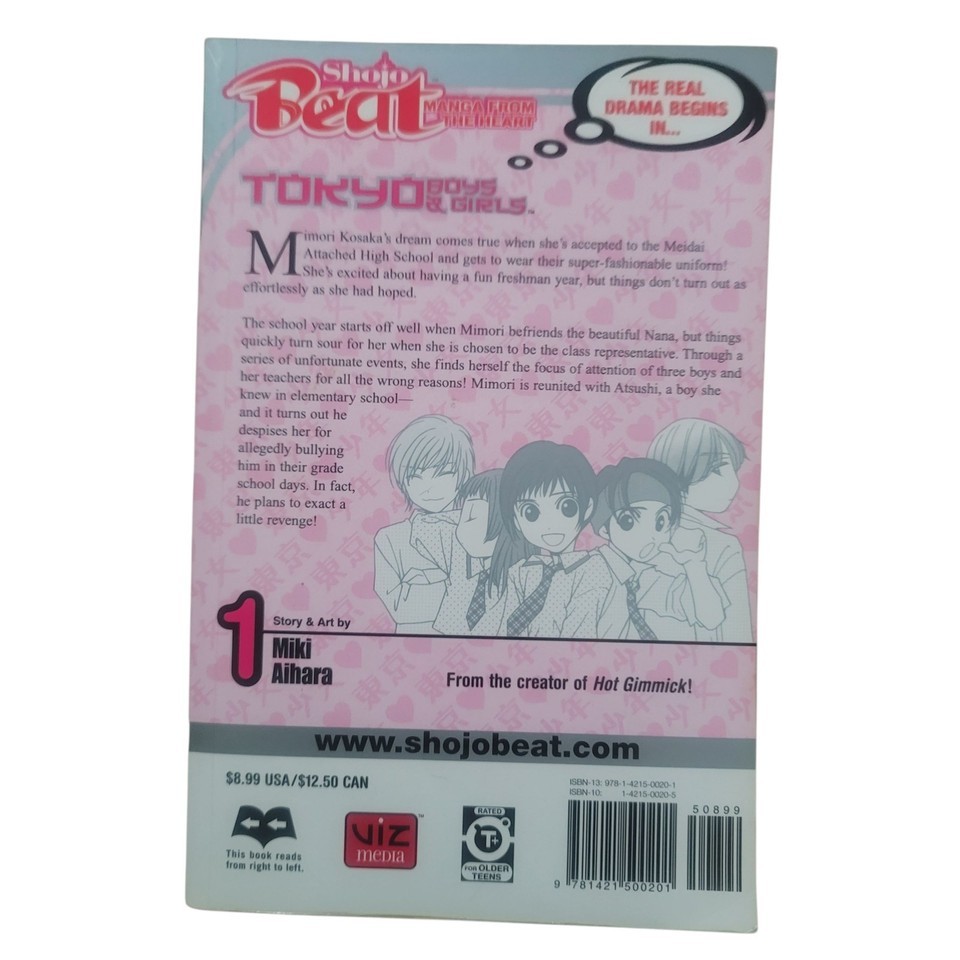 Shojo
Beat™
MANGA FROM
THE HEART
THE REAL
DRAMA BEGINS
IN...
TOKYO BOYS
& GIRLS™
Mimori Kosaka's dream comes true when she's accepted to the Meidai
Attached High School and gets to wear their super-fashionable uniform!
She's excited about having a fun freshman year, but things don't turn out as
effortlessly as she had hoped.
The school year starts off well when Mimori befriends the beautiful Nana, but things
quickly turn sour for her when she is chosen to be the class representative. Through a
series of unfortunate events, she finds herself the focus of attention of three boys and
her teachers for all the wrong reasons! Mimori is reunited with Atsushi, a boy she
knew in elementary school—
and it turns out he
despises her for
allegedly bullying
him in their grade
school days. In fact,
he plans to exact a
little revenge!
1
Story & Art by
Miki
Aihara
From the creator of Hot Gimmick!
www.shojobeat.com
$8.99 USA/$12.50 CAN
This book reads
from right to left.
VIZ™
MEDIA
RATED
T+
FOR OLDER
TEENS
ISBN-13: 978-1-4215-0020-1
ISBN-10: 1-4215-0020-5
50899
9 781421 500201